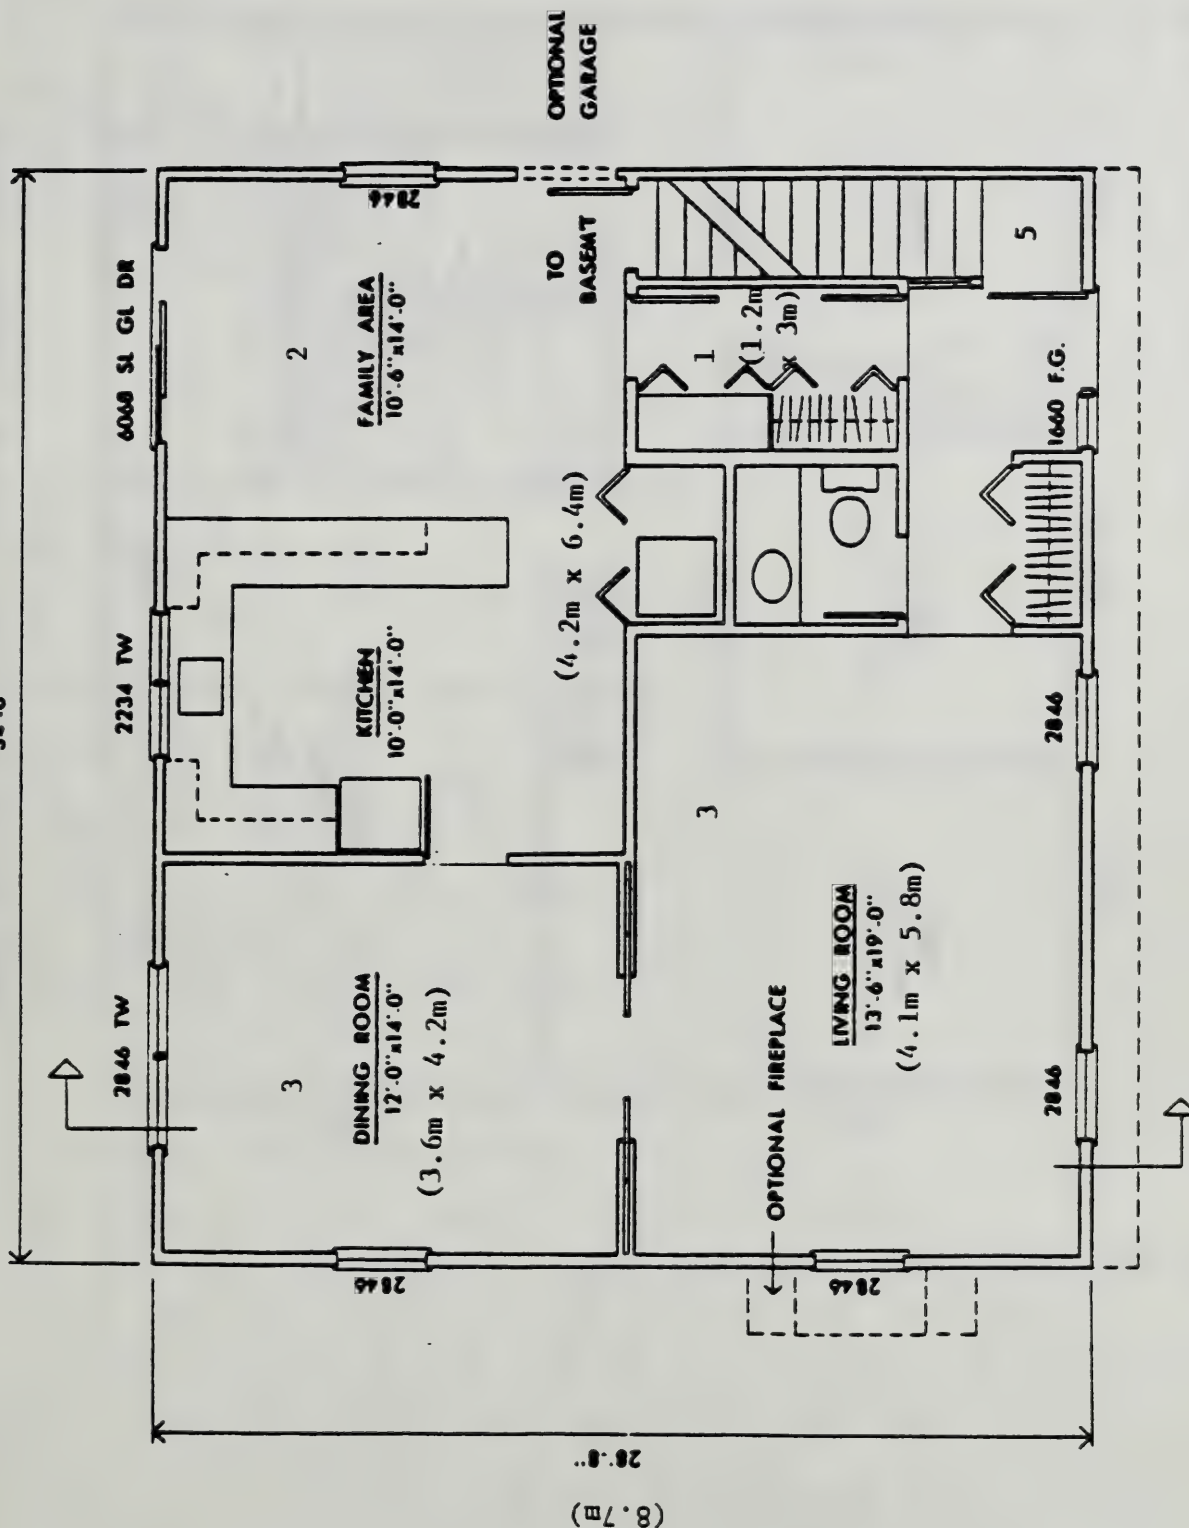 OPTIONAL
GARAGE
6068 SL GL DR
2846
2
FAMILY AREA
10'-6"x14'-0"
TO
BASEMT
5
1
(1.2m
x 3m)
1660 F.G.
2234 TW
KITCHEN
10'-0"x14'-0"
(4.2m x 6.4m)
2846 TW
3
DINING ROOM
12'-0"x14'-0"
(3.6m x 4.2m)
3
LIVING ROOM
13'-6"x19'-0"
(4.1m x 5.8m)
OPTIONAL FIREPLACE
2846
2846
2846
2846
28'-8"
(8.7m)